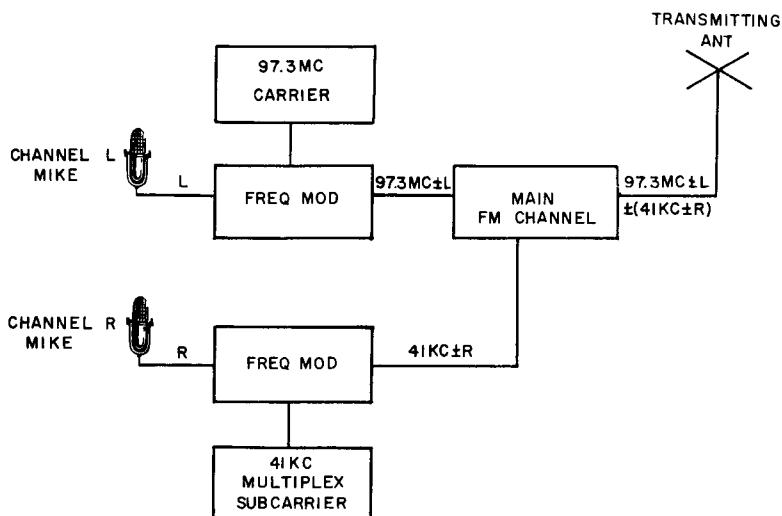 TRANSMITTING
ANT
97.3MC
CARRIER
CHANNEL L
MIKE
L
FREQ MOD
97.3MC±L
MAIN
FM CHANNEL
97.3MC±L
±(41KC±R)
CHANNEL R
MIKE
R
FREQ MOD
41KC±R
41KC
MULTIPLEX
SUBCARRIER